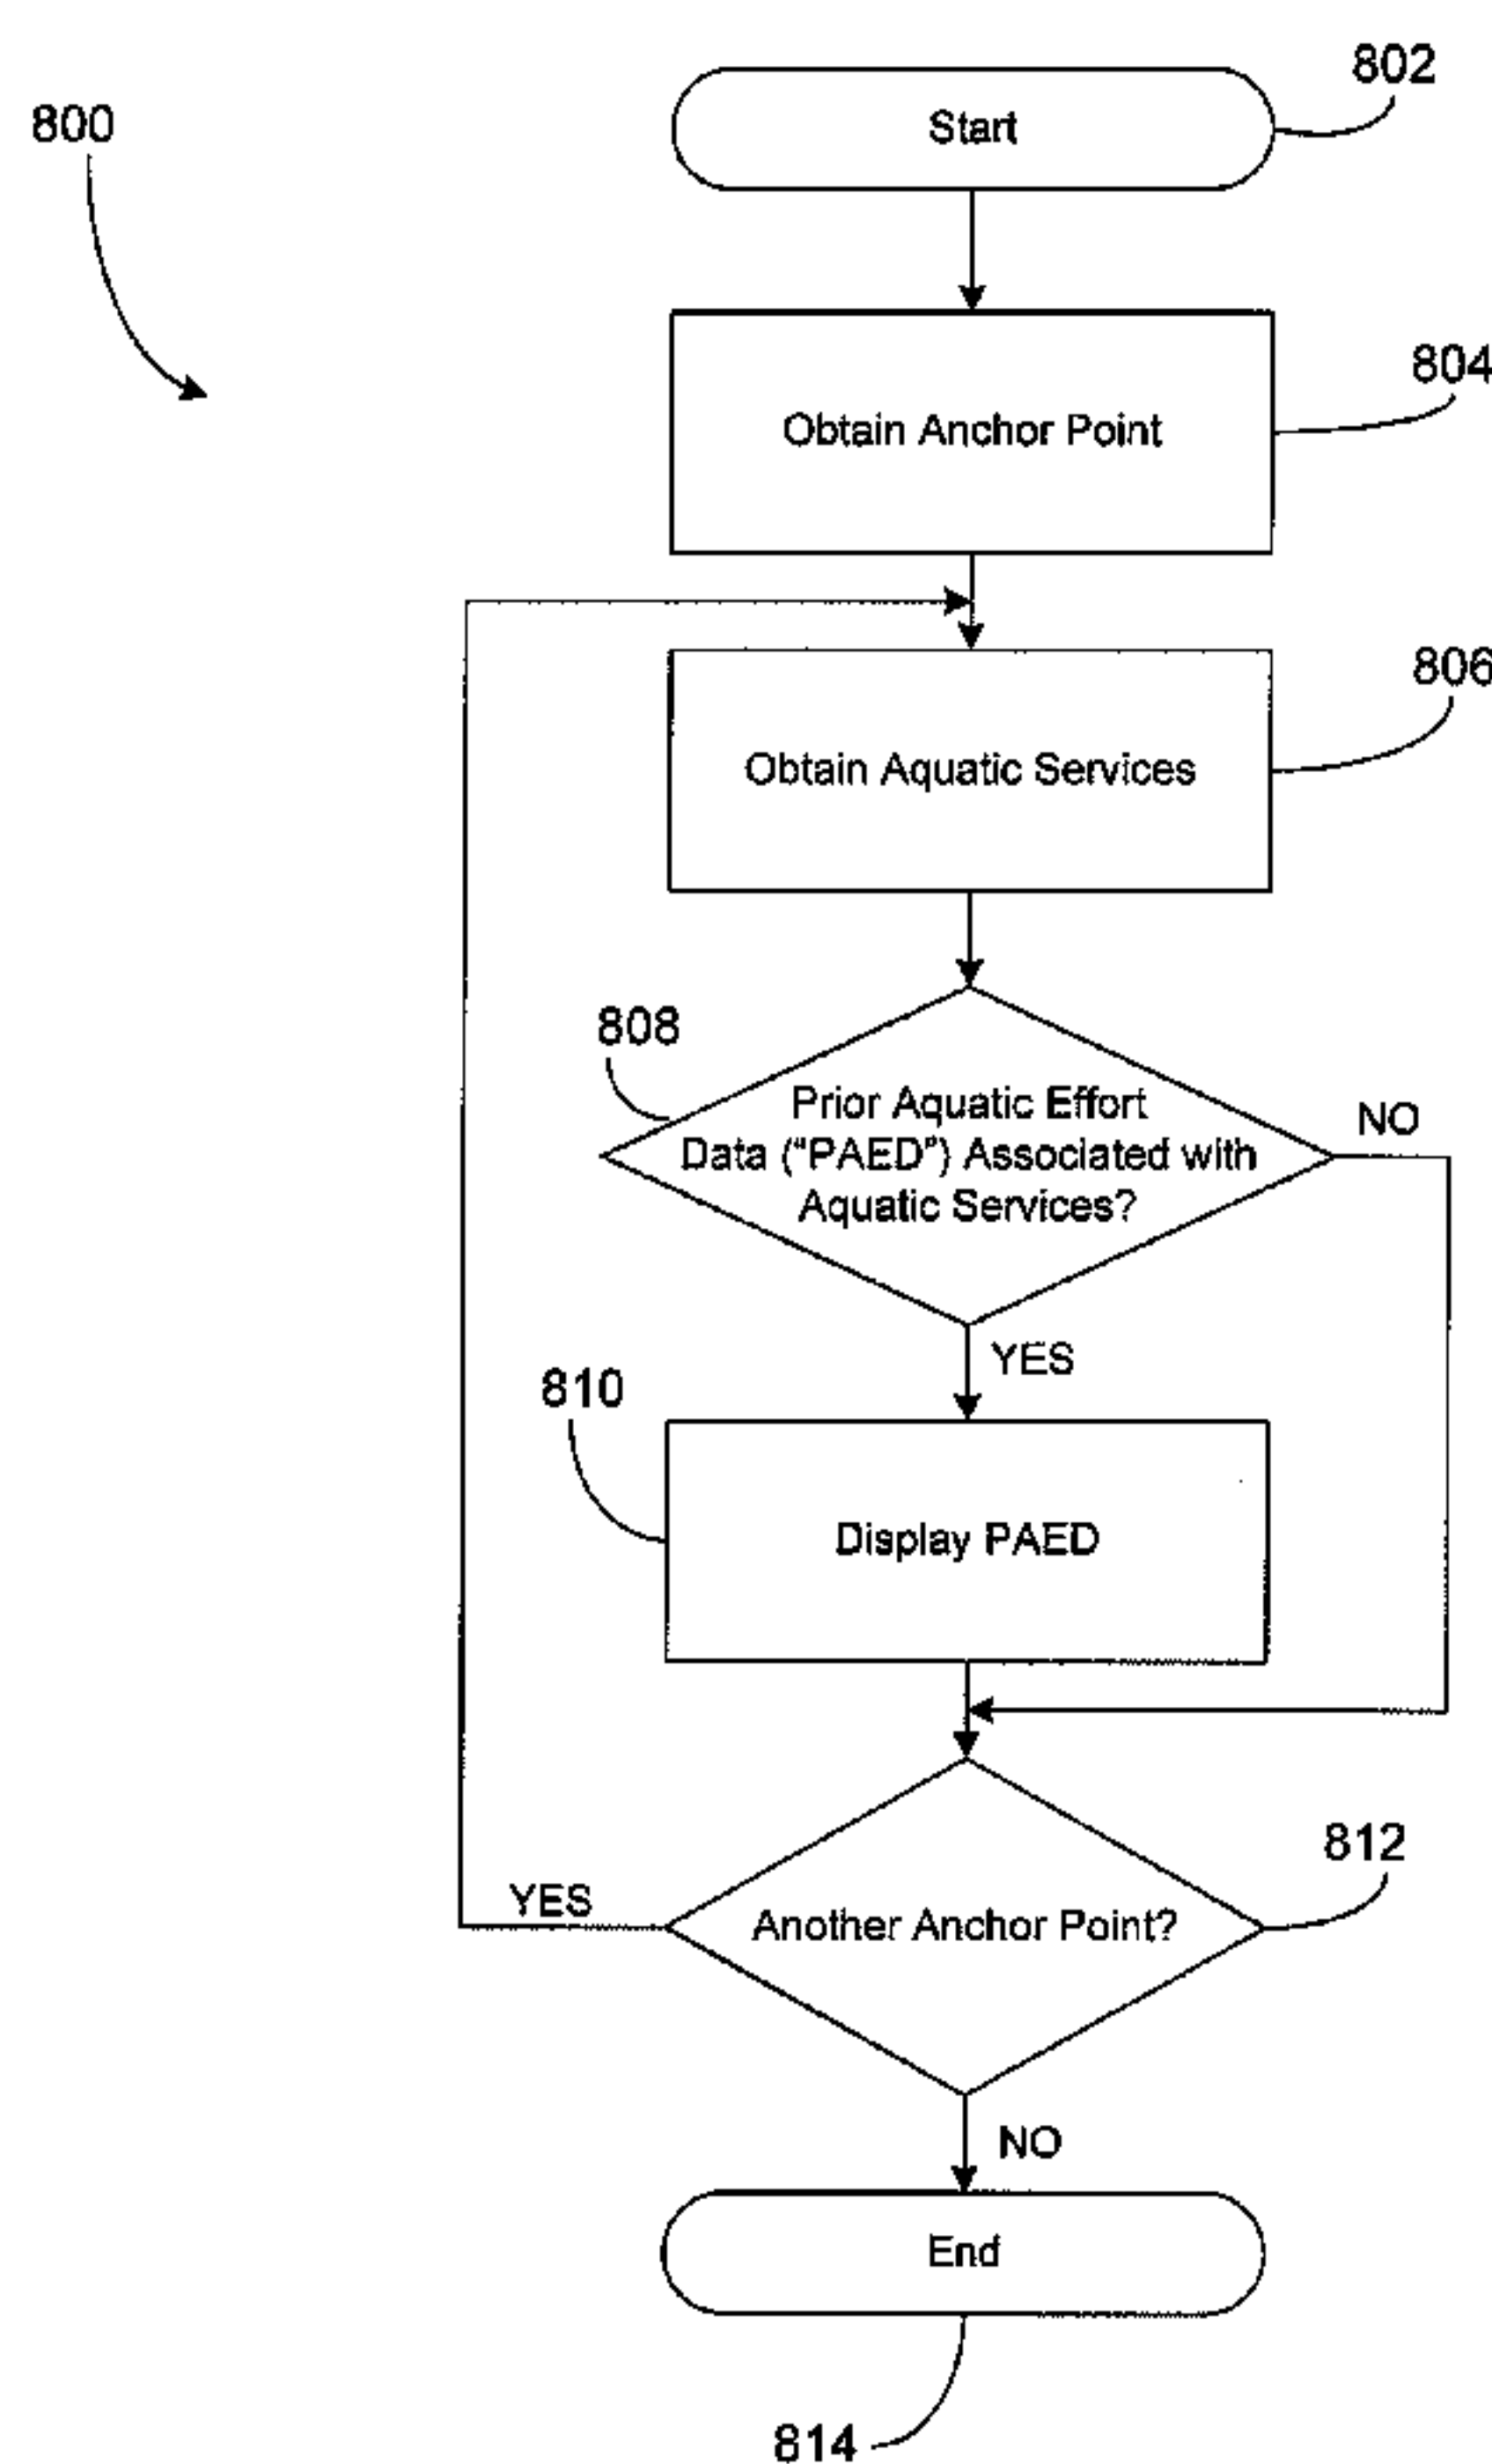 802
800
Start
804
Obtain Anchor Point
806
Obtain Aquatic Services
808
Prior Aquatic Effort
Data ("PAED") Associated with
Aquatic Services?
NO
YES
810
Display PAED
812
YES
Another Anchor Point?
NO
End
814